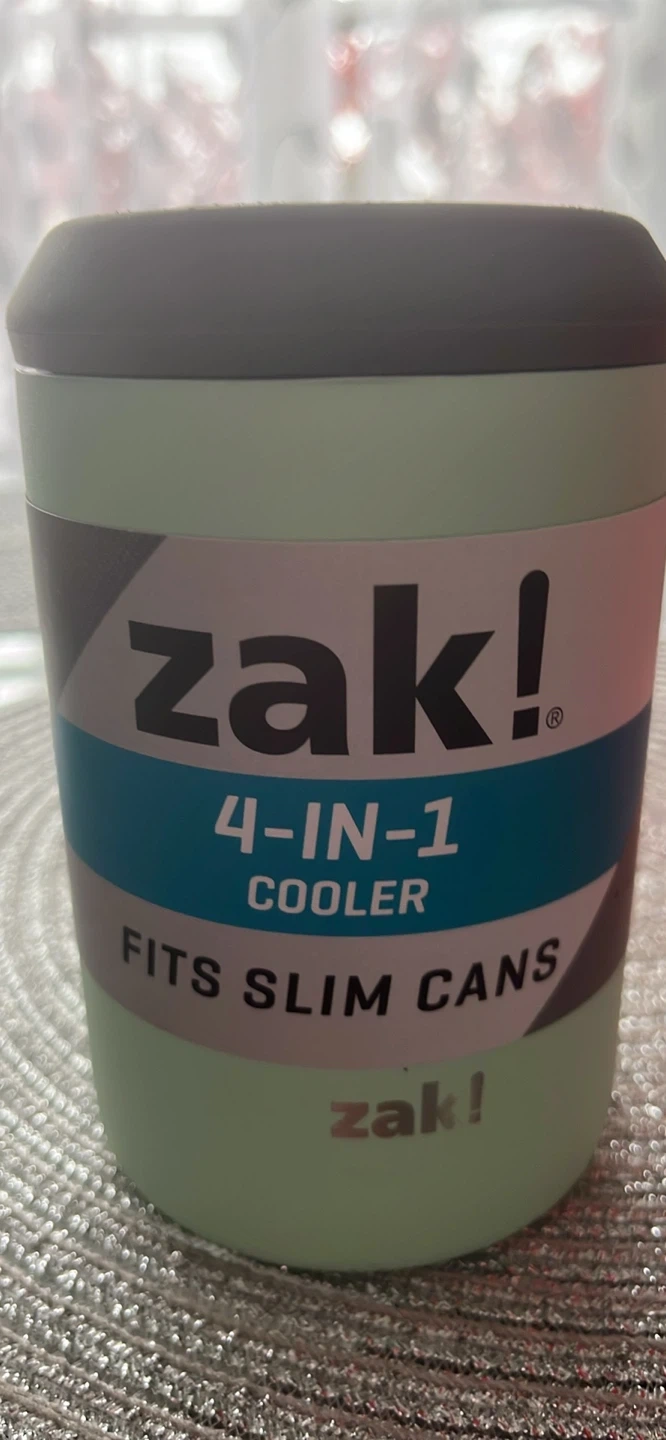 zak!®
4-IN-1
COOLER
FITS SLIM CANS
zak!